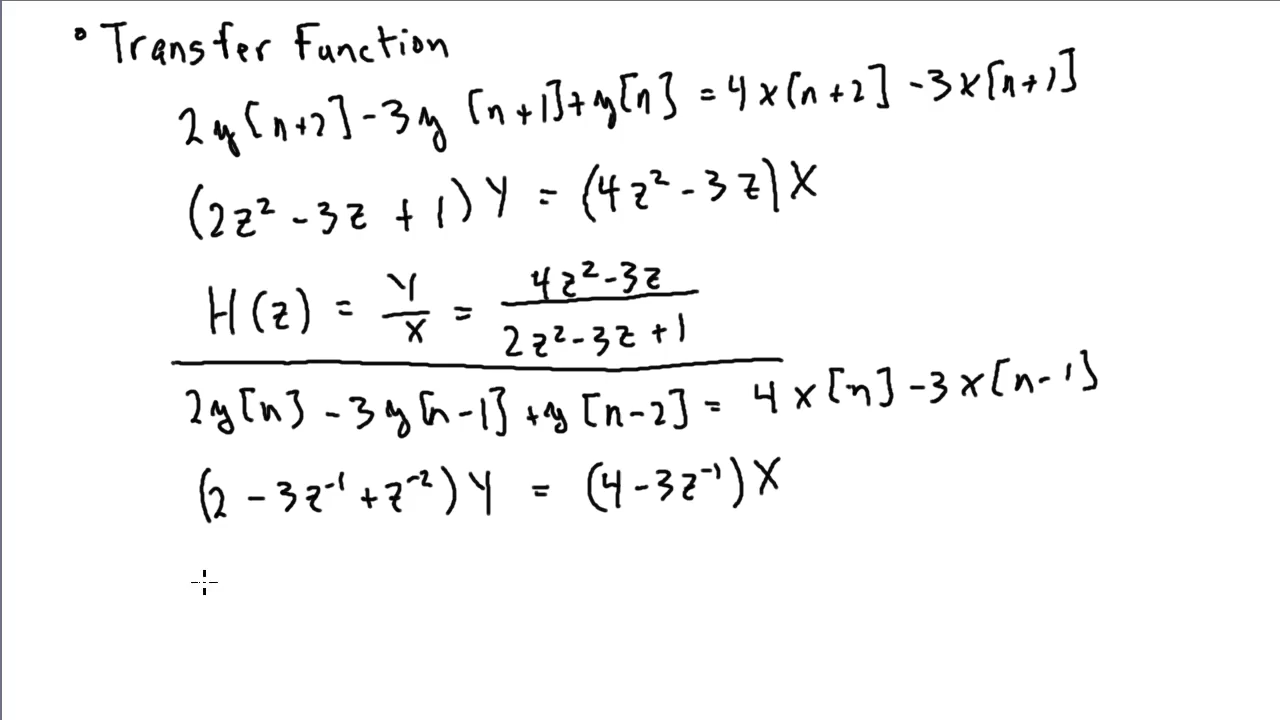 • Transfer Function
2y[n+2] - 3y[n+1] + y[n] = 4x[n+2] - 3x[n+1]
(2z² - 3z + 1)Y = (4z² - 3z)X
H(z) = Y/X = (4z² - 3z)/(2z² - 3z + 1)
2y[n] - 3y[n-1] + y[n-2] = 4x[n] - 3x[n-1]
(2 - 3z⁻¹ + z⁻²)Y = (4 - 3z⁻¹)X